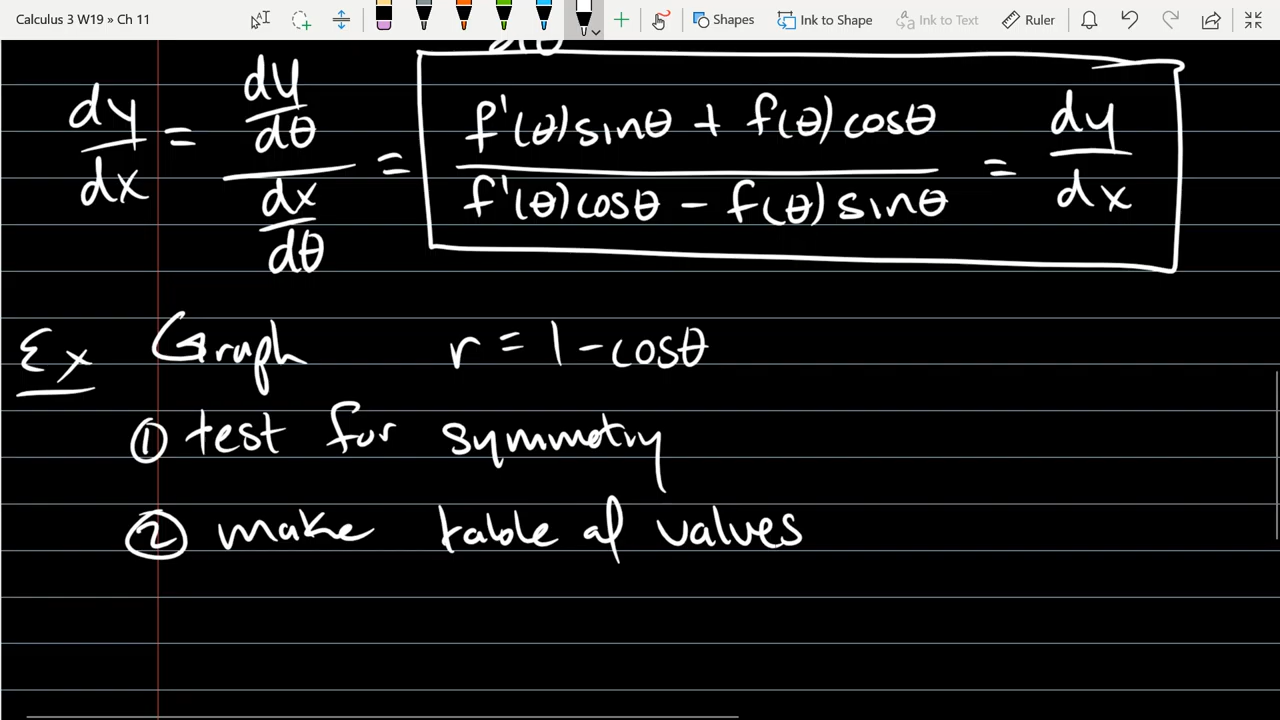 Calculus 3 W19 » Ch 11
Shapes Ink to Shape Ink to Text Ruler
dθ
dy/dx = (dy/dθ)/(dx/dθ) = (f'(θ)sinθ + f(θ)cosθ)/(f'(θ)cosθ - f(θ)sinθ) = dy/dx
Ex Graph r = 1-cosθ
① test for symmetry
② make table of values